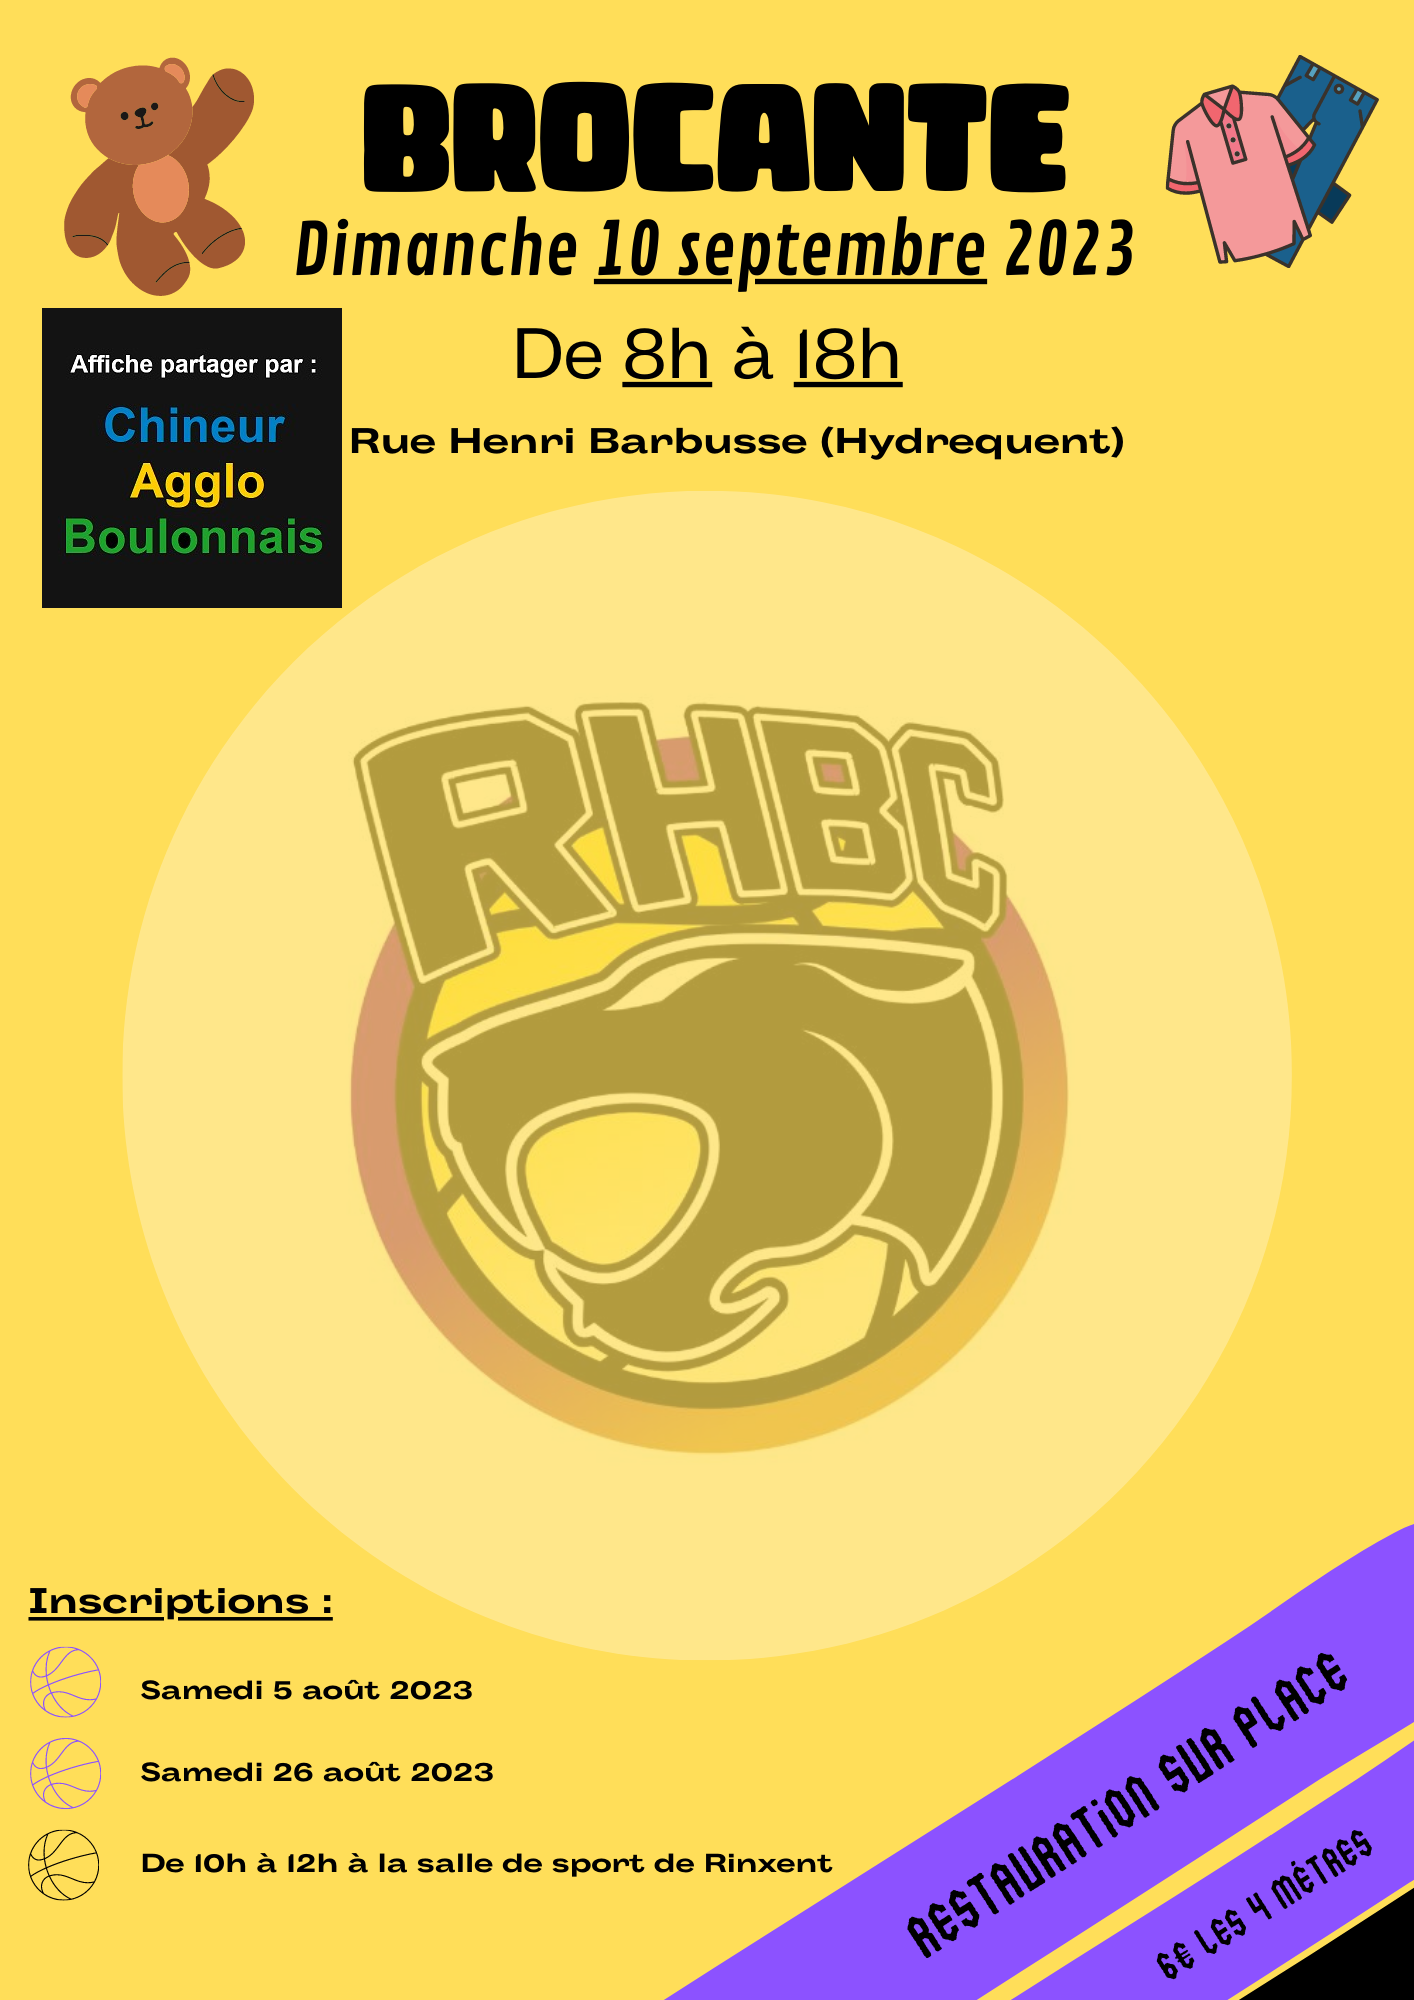 BROCANTE
Dimanche 10 septembre 2023
De 8h à 18h
Rue Henri Barbusse (Hydrequent)
Affiche partager par :
Chineur
Agglo
Boulonnais
RHBC
Inscriptions :
Samedi 5 août 2023
Samedi 26 août 2023
De 10h à 12h à la salle de sport de Rinxent
RESTAURATION SUR PLACE
6€ LES 4 MÈTRES